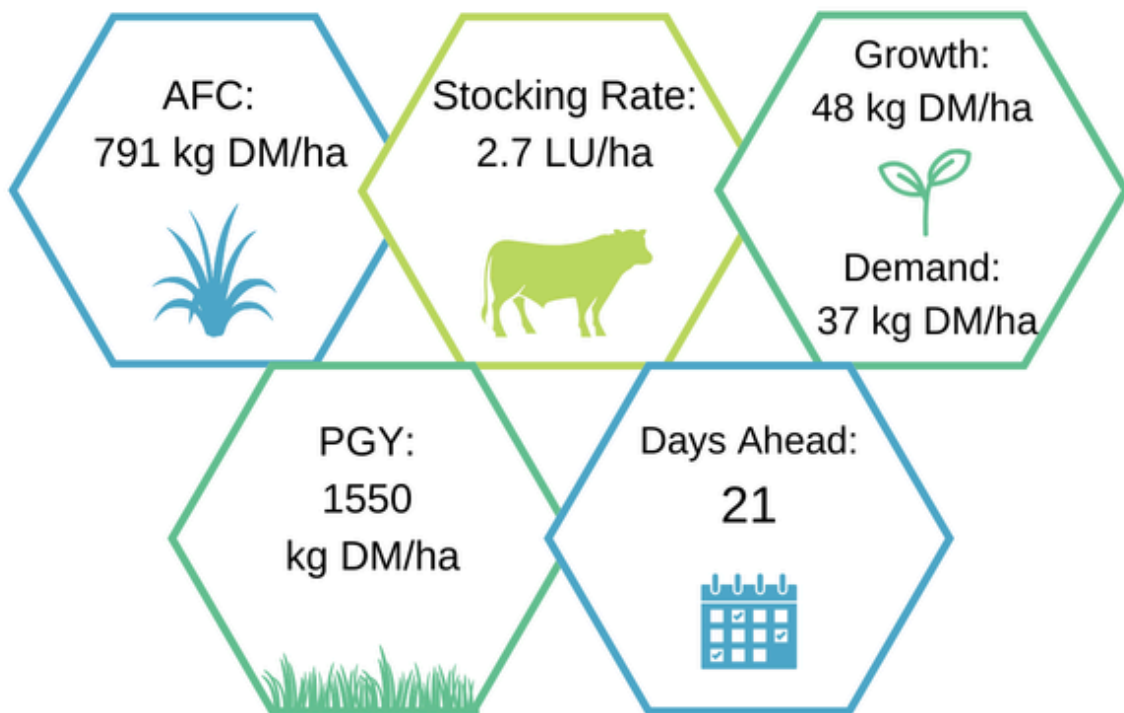 AFC:
791 kg DM/ha
Stocking Rate:
2.7 LU/ha
Growth:
48 kg DM/ha
Demand:
37 kg DM/ha
PGY:
1550
kg DM/ha
Days Ahead:
21